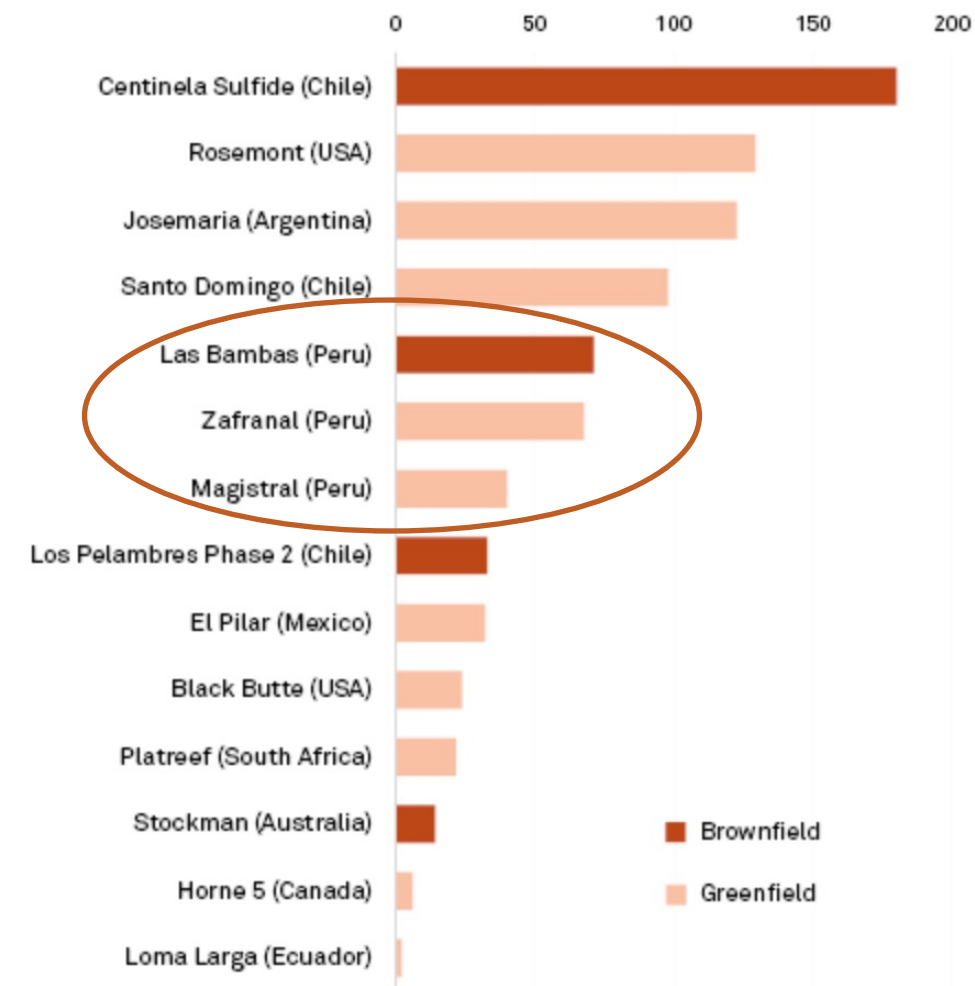 0 50 100 150 200
Centinela Sulfide (Chile)
Rosemont (USA)
Josemaria (Argentina)
Santo Domingo (Chile)
Las Bambas (Peru)
Zafranal (Peru)
Magistral (Peru)
Los Pelambres Phase 2 (Chile)
El Pilar (Mexico)
Black Butte (USA)
Platreef (South Africa)
Stockman (Australia)
Brownfield
Horne 5 (Canada)
Greenfield
Loma Larga (Ecuador)